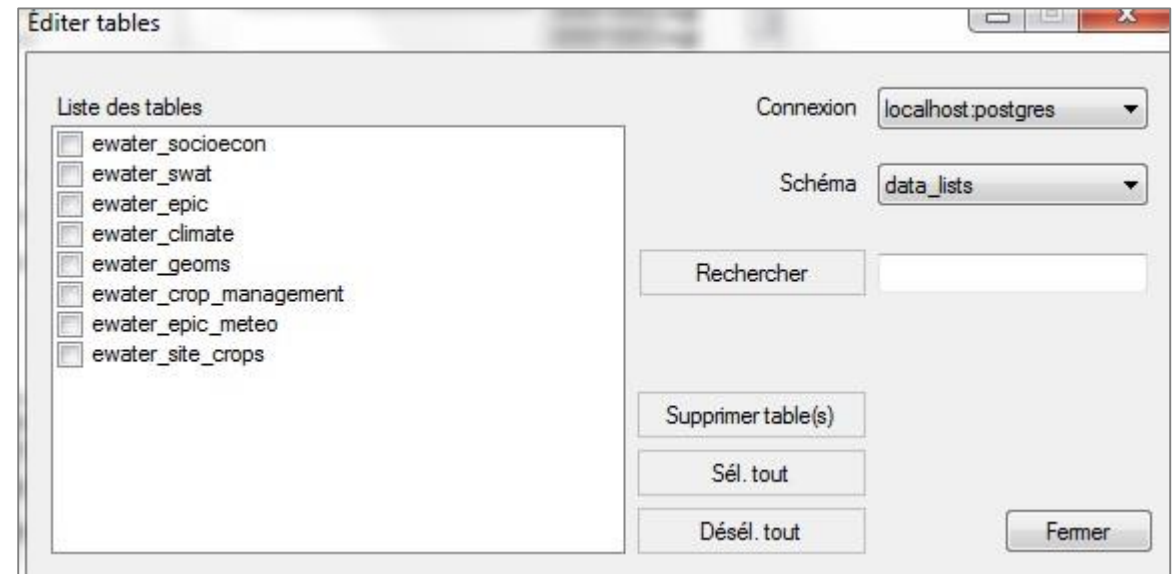 Éditer tables
Liste des tables
ewater_socioecon
ewater_swat
ewater_epic
ewater_climate
ewater_geoms
ewater_crop_management
ewater_epic_meteo
ewater_site_crops
Connexion localhost:postgres
Schéma data_lists
Rechercher
Supprimer table(s)
Sél. tout
Désél. tout
Fermer